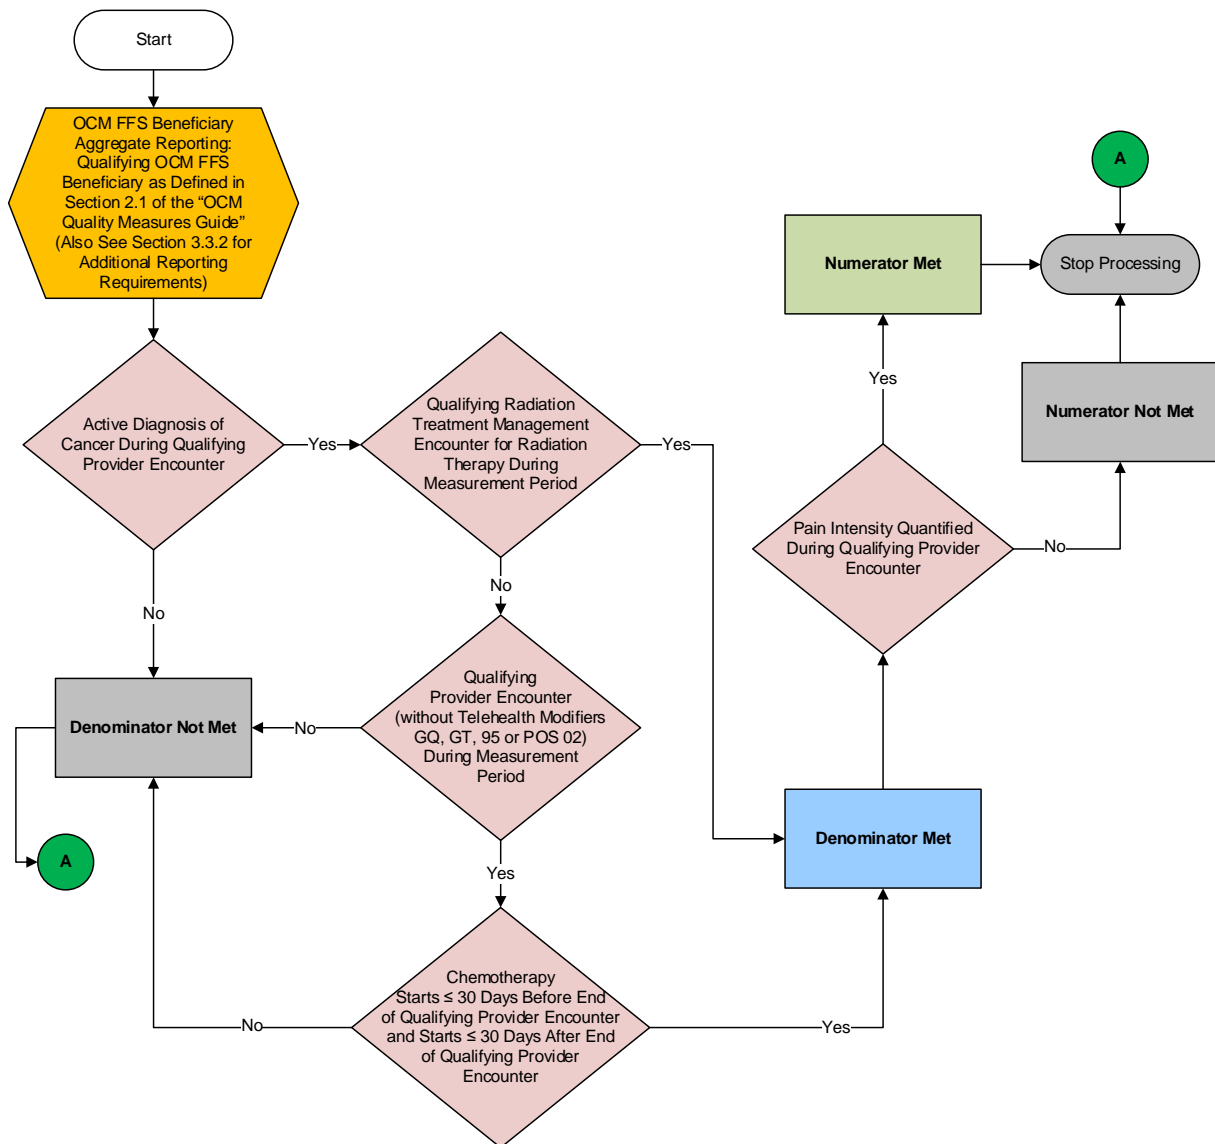 Start
OCM FFS Beneficiary
Aggregate Reporting:
Qualifying OCM FFS
Beneficiary as Defined in
Section 2.1 of the “OCM
Quality Measures Guide”
(Also See Section 3.3.2 for
Additional Reporting
Requirements)
Active Diagnosis of
Cancer During Qualifying
Provider Encounter
Yes
No
Qualifying Radiation
Treatment Management
Encounter for Radiation
Therapy During
Measurement Period
Yes
No
Qualifying
Provider Encounter
(without Telehealth Modifiers
GQ, GT, 95 or POS 02)
During Measurement
Period
No
Yes
Denominator Not Met
A
Chemotherapy
Starts ≤ 30 Days Before End
of Qualifying Provider Encounter
and Starts ≤ 30 Days After End
of Qualifying Provider
Encounter
No
Yes
Denominator Met
Pain Intensity Quantified
During Qualifying Provider
Encounter
Yes
No
Numerator Met
Numerator Not Met
Stop Processing
A